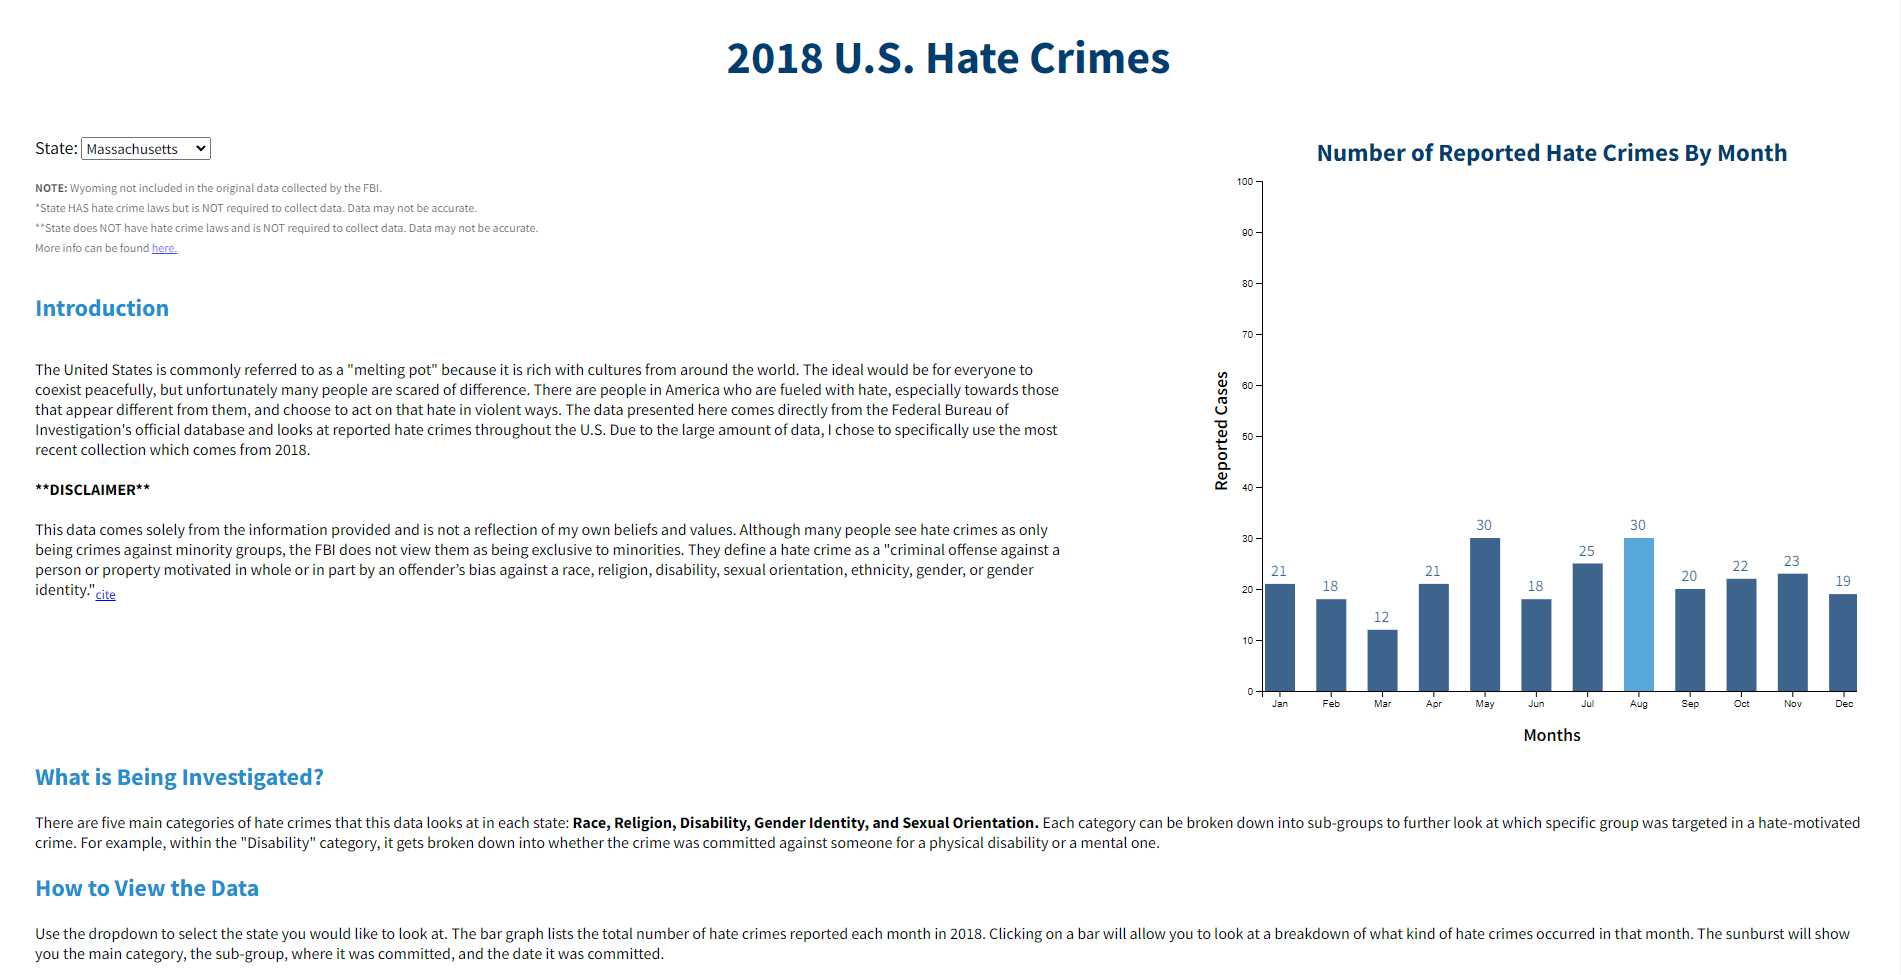 2018 U.S. Hate Crimes
State: Massachusetts
NOTE: Wyoming not included in the original data collected by the FBI.
*State HAS hate crime laws but is NOT required to collect data. Data may not be accurate.
**State does NOT have hate crime laws and is NOT required to collect data. Data may not be accurate.
More info can be found here.
Introduction
The United States is commonly referred to as a "melting pot" because it is rich with cultures from around the world. The ideal would be for everyone to
coexist peacefully, but unfortunately many people are scared of difference. There are people in America who are fueled with hate, especially towards those
that appear different from them, and choose to act on that hate in violent ways. The data presented here comes directly from the Federal Bureau of
Investigation's official database and looks at reported hate crimes throughout the U.S. Due to the large amount of data, I chose to specifically use the most
recent collection which comes from 2018.
**DISCLAIMER**
This data comes solely from the information provided and is not a reflection of my own beliefs and values. Although many people see hate crimes as only
being crimes against minority groups, the FBI does not view them as being exclusive to minorities. They define a hate crime as a "criminal offense against a
person or property motivated in whole or in part by an offender’s bias against a race, religion, disability, sexual orientation, ethnicity, gender, or gender
identity."cite
Number of Reported Hate Crimes By Month
100
90
80
70
60
50
40
30
20
10
0
Reported Cases
21
18
12
21
30
18
25
30
20
22
23
19
Jan
Feb
Mar
Apr
May
Jun
Jul
Aug
Sep
Oct
Nov
Dec
Months
What is Being Investigated?
There are five main categories of hate crimes that this data looks at in each state: Race, Religion, Disability, Gender Identity, and Sexual Orientation. Each category can be broken down into sub-groups to further look at which specific group was targeted in a hate-motivated
crime. For example, within the "Disability" category, it gets broken down into whether the crime was committed against someone for a physical disability or a mental one.
How to View the Data
Use the dropdown to select the state you would like to look at. The bar graph lists the total number of hate crimes reported each month in 2018. Clicking on a bar will allow you to look at a breakdown of what kind of hate crimes occurred in that month. The sunburst will show
you the main category, the sub-group, where it was committed, and the date it was committed.